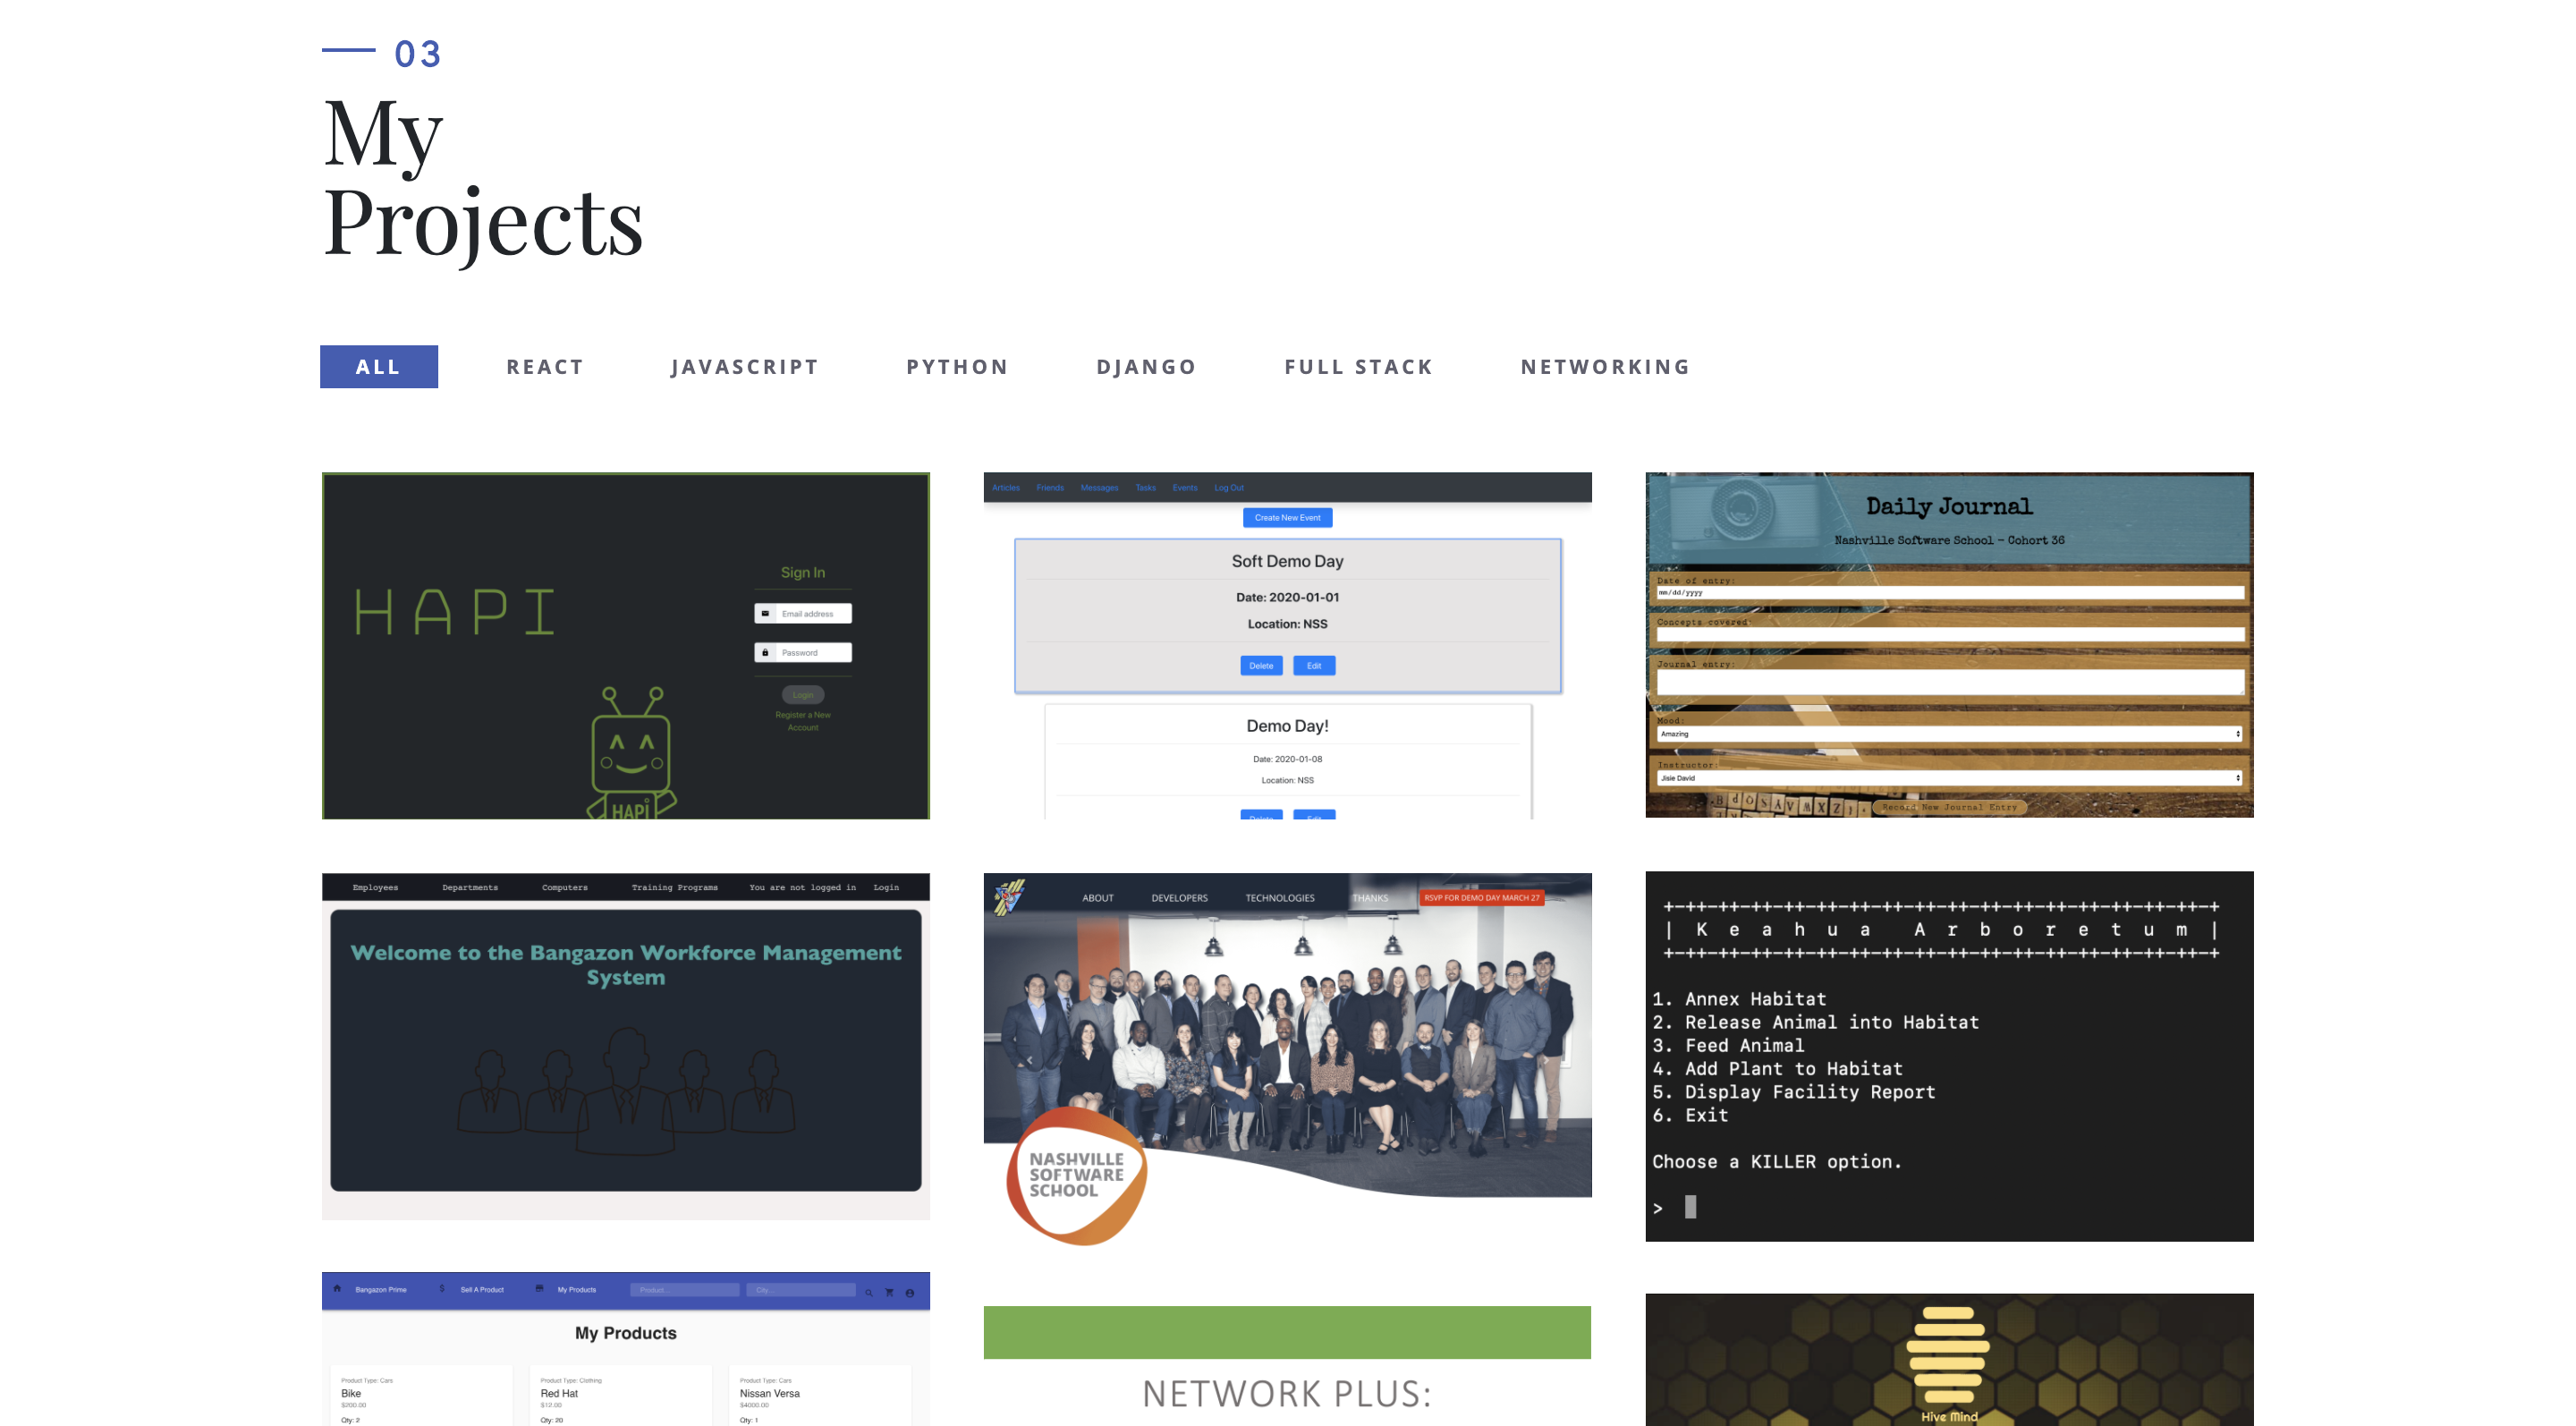 03
My
Projects
ALL REACT JAVASCRIPT PYTHON DJANGO FULL STACK NETWORKING
HAPI
Sign In
Email address
Password
Login
Register a New
Account
HAPi
Articles Friends Messages Tasks Events Log Out
Create New Event
Soft Demo Day
Date: 2020-01-01
Location: NSS
Delete Edit
Demo Day!
Date: 2020-01-08
Location: NSS
Delete Edit
Daily Journal
Nashville Software School - Cohort 36
Date of entry:
mm/dd/yyyy
Concepts covered:
Journal entry:
Mood:
Amazing
Instructor:
Jisie David
Record New Journal Entry
Employees Departments Computers Training Programs You are not logged in Login
Welcome to the Bangazon Workforce Management
System
ABOUT DEVELOPERS TECHNOLOGIES THANKS RSVP FOR DEMO DAY MARCH 27
NASHVILLE
SOFTWARE
SCHOOL
+-++-++-++-++-++-++-++-++-++-++-++-++-++-++-++-++-+
| K e a h u a   A r b o r e t u m |
+-++-++-++-++-++-++-++-++-++-++-++-++-++-++-++-++-+
1. Annex Habitat
2. Release Animal into Habitat
3. Feed Animal
4. Add Plant to Habitat
5. Display Facility Report
6. Exit
Choose a KILLER option.
>
Bangazon Prime $ Sell A Product My Products Product... City...
My Products
Product Type: Cars
Bike
$200.00
Qty: 2
Product Type: Clothing
Red Hat
$12.00
Qty: 20
Product Type: Cars
Nissan Versa
$4000.00
Qty: 1
NETWORK PLUS:
Hive Mind